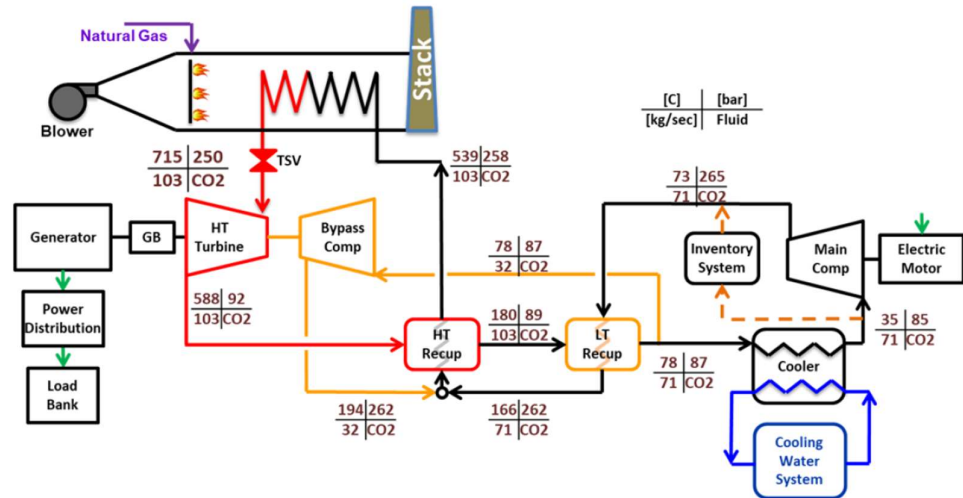 Natural Gas
Stack
Blower
TSV
[C] [bar]
[kg/sec] Fluid
715 250
103 CO2
539 258
103 CO2
73 265
71 CO2
Generator
GB
HT
Turbine
Bypass
Comp
78 87
32 CO2
Inventory
System
Main
Comp
Electric
Motor
Power
Distribution
588 92
103 CO2
HT
Recup
180 89
103 CO2
LT
Recup
35 85
71 CO2
Load
Bank
78 87
71 CO2
Cooler
194 262
32 CO2
166 262
71 CO2
Cooling
Water
System